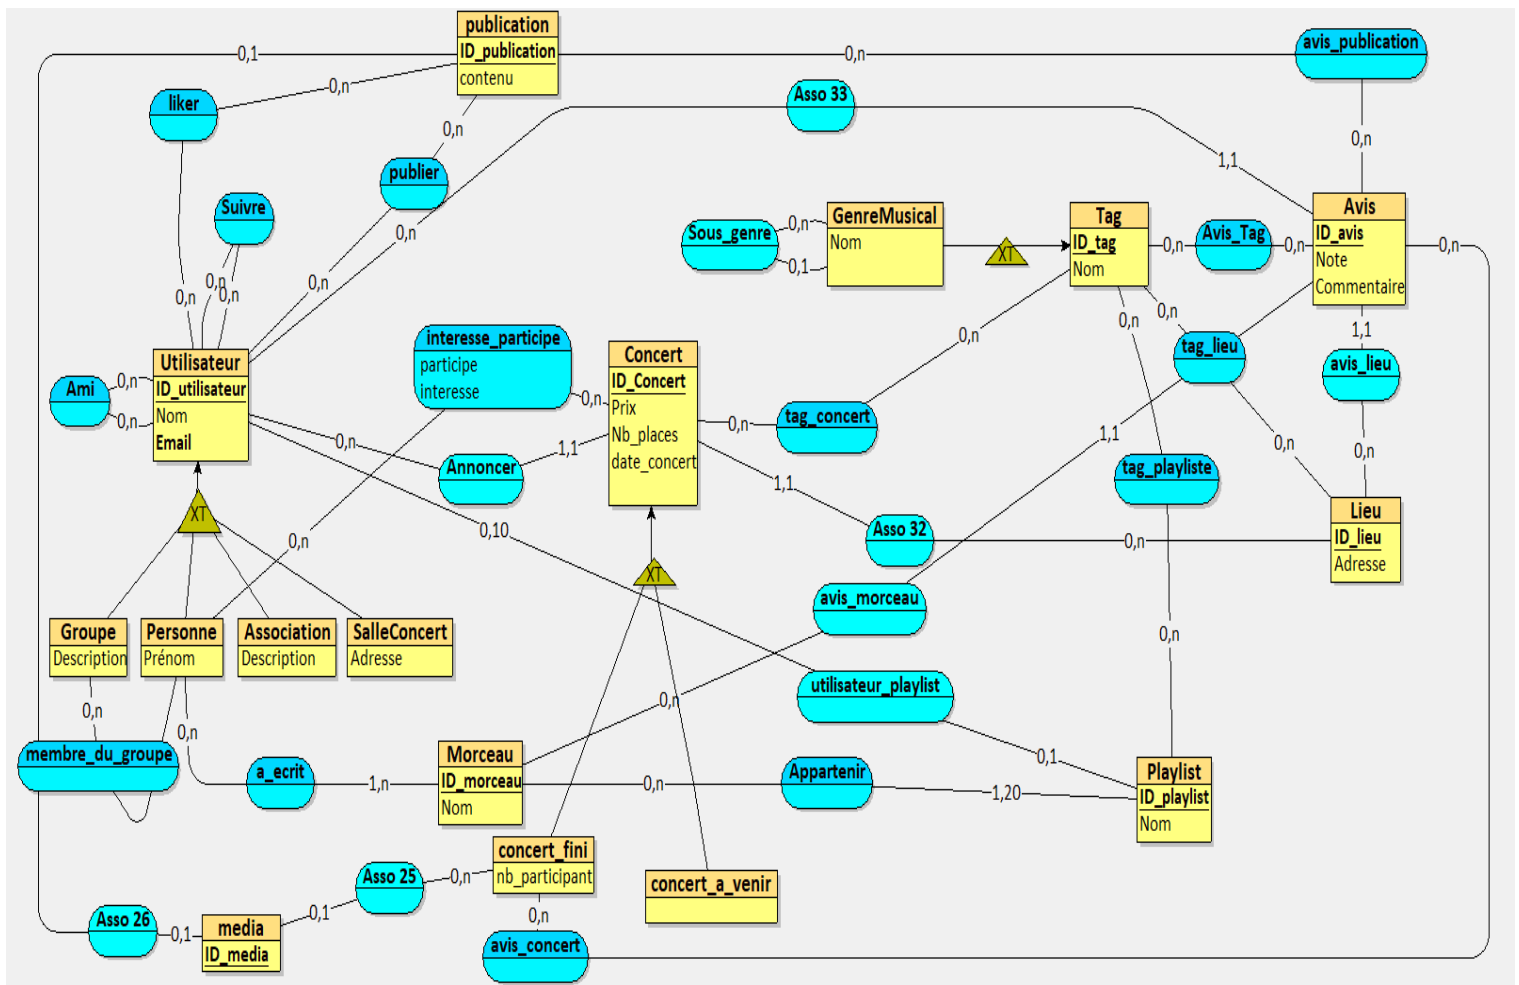 publication
ID_publication
contenu
0,1
0,n
avis_publication
liker
0,n
Asso 33
0,n
0,n
publier
1,1
Suivre
0,n
Sous_genre
0,n
0,1
GenreMusical
Nom
XT
Tag
ID_tag
Nom
0,n
Avis_Tag
0,n
Avis
ID_avis
Note
Commentaire
0,n
0,n
0,n
0,n
0,n
0,n
0,n
0,n
0,n
1,1
interesse_participe
participe
interesse
Concert
ID_Concert
Prix
Nb_places
date_concert
tag_lieu
avis_lieu
Utilisateur
ID_utilisateur
Nom
Email
Ami
0,n
0,n
0,n
0,n
tag_concert
0,n
1,1
Annoncer
1,1
0,n
0,n
tag_playliste
1,1
XT
0,10
Asso 32
0,n
Lieu
ID_lieu
Adresse
0,n
XT
avis_morceau
Groupe
Description
Personne
Prénom
Association
Description
SalleConcert
Adresse
0,n
utilisateur_playlist
0,n
0,n
0,n
membre_du_groupe
a_ecrit
1,n
Morceau
ID_morceau
Nom
0,n
Appartenir
1,20
0,1
Playlist
ID_playlist
Nom
concert_fini
nb_participant
concert_a_venir
Asso 25
0,n
0,1
0,n
Asso 26
0,1
media
ID_media
avis_concert